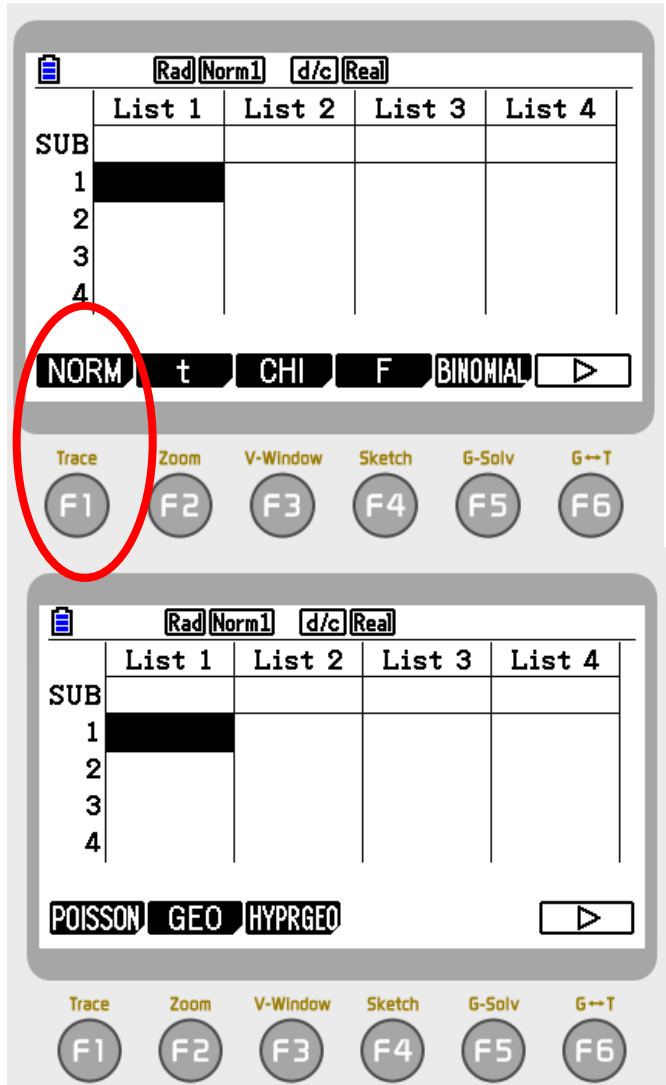 Rad Norm1 d/c Real
List 1 List 2 List 3 List 4
SUB
1
2
3
4
NORM t CHI F BINOMIAL
Trace Zoom V-Window Sketch G-Solv G↔T
F1 F2 F3 F4 F5 F6
Rad Norm1 d/c Real
List 1 List 2 List 3 List 4
SUB
1
2
3
4
POISSON GEO HYPRGEO
Trace Zoom V-Window Sketch G-Solv G↔T
F1 F2 F3 F4 F5 F6